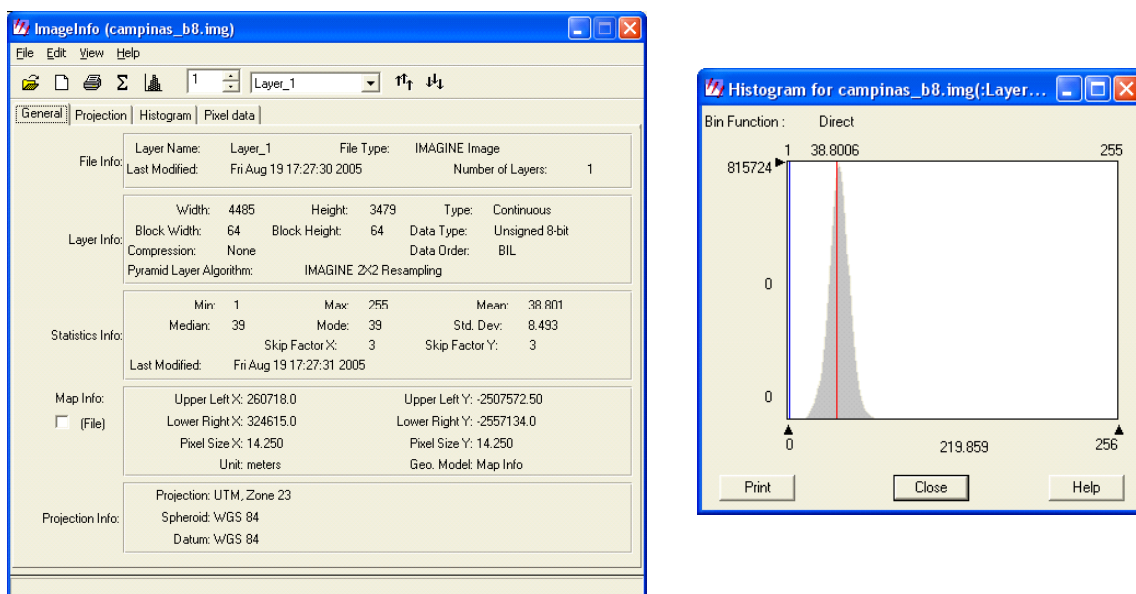 ImageInfo (campinas_b8.img)
File Edit View Help
1 Layer_1
General Projection Histogram Pixel data
File Info:
Layer Name: Layer_1 File Type: IMAGINE Image
Last Modified: Fri Aug 19 17:27:30 2005 Number of Layers: 1
Layer Info:
Width: 4485 Height: 3479 Type: Continuous
Block Width: 64 Block Height: 64 Data Type: Unsigned 8-bit
Compression: None Data Order: BIL
Pyramid Layer Algorithm: IMAGINE 2X2 Resampling
Statistics Info:
Min: 1 Max: 255 Mean: 38.801
Median: 39 Mode: 39 Std. Dev: 8.493
Skip Factor X: 3 Skip Factor Y: 3
Last Modified: Fri Aug 19 17:27:31 2005
Map Info:
(File)
Upper Left X: 260718.0 Upper Left Y: -2507572.50
Lower Right X: 324615.0 Lower Right Y: -2557134.0
Pixel Size X: 14.250 Pixel Size Y: 14.250
Unit: meters Geo. Model: Map Info
Projection Info:
Projection: UTM, Zone 23
Spheroid: WGS 84
Datum: WGS 84
Histogram for campinas_b8.img(:Layer...
Bin Function : Direct
1 38.8006 255
815724
0
0
0 219.859 256
Print Close Help